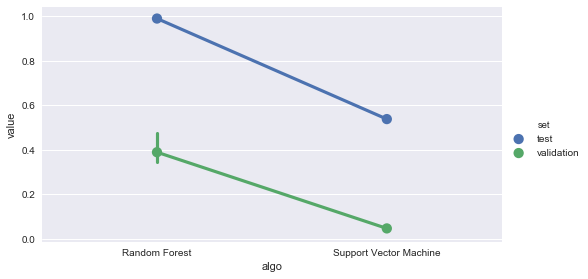 1.0
0.8
0.6
0.4
0.2
0.0
value
Random Forest
Support Vector Machine
algo
set
test
validation